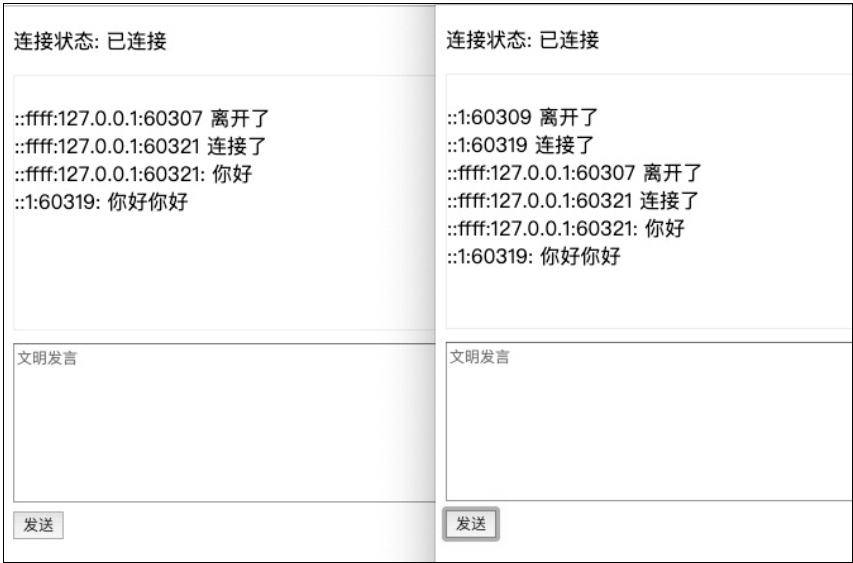 连接状态: 已连接
::ffff:127.0.0.1:60307 离开了
::ffff:127.0.0.1:60321 连接了
::ffff:127.0.0.1:60321: 你好
::1:60319: 你好你好
文明发言
发送
连接状态: 已连接
::1:60309 离开了
::1:60319 连接了
::ffff:127.0.0.1:60307 离开了
::ffff:127.0.0.1:60321 连接了
::ffff:127.0.0.1:60321: 你好
::1:60319: 你好你好
文明发言
发送